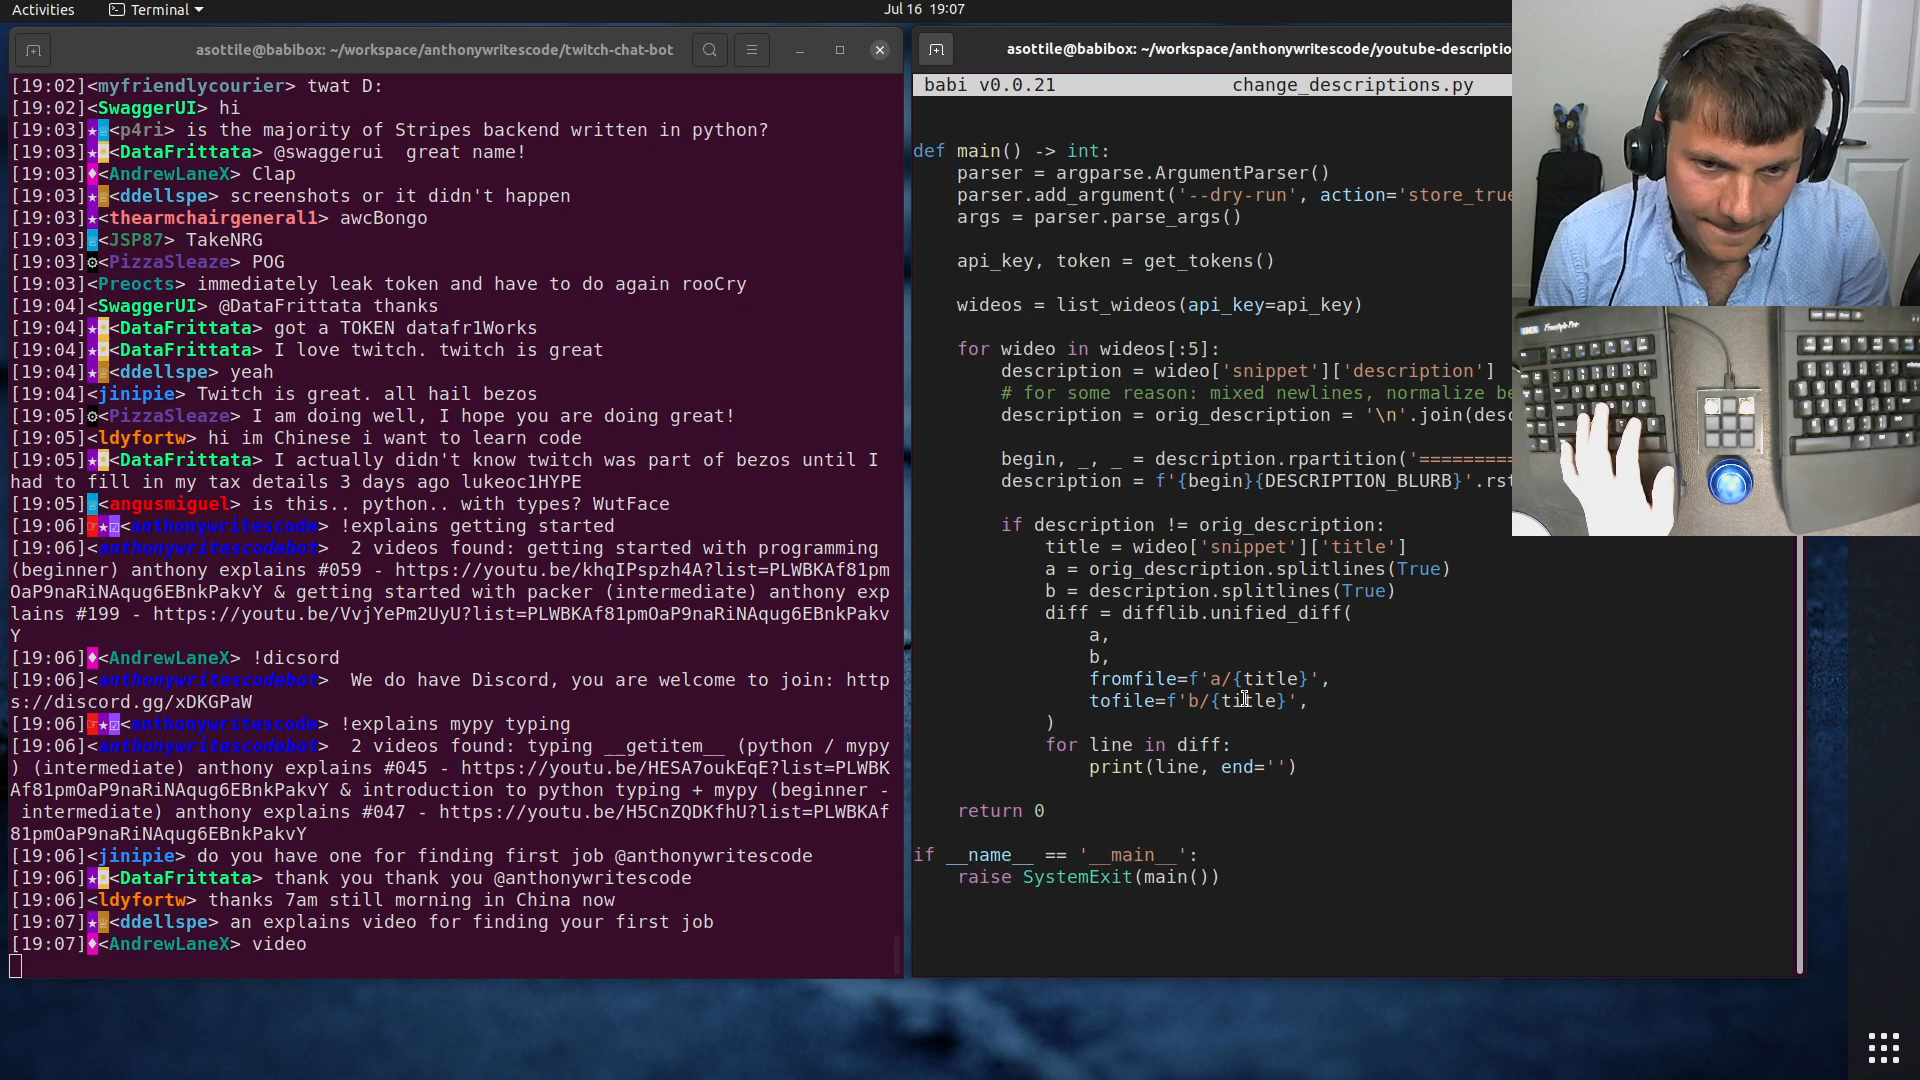 Activities
Terminal
Jul 16 19:07
asottile@babibox: ~/workspace/anthonywritescode/twitch-chat-bot
[19:02]<myfriendlycourier> twat D:
[19:02]<SwaggerUI> hi
[19:03]<p4ri> is the majority of Stripes backend written in python?
[19:03]<DataFrittata> @swaggerui  great name!
[19:03]<AndrewLaneX> Clap
[19:03]<ddellspe> screenshots or it didn't happen
[19:03]<thearmchairgeneral1> awcBongo
[19:03]<JSP87> TakeNRG
[19:03]<PizzaSleaze> POG
[19:03]<Preocts> immediately leak token and have to do again rooCry
[19:04]<SwaggerUI> @DataFrittata thanks
[19:04]<DataFrittata> got a TOKEN datafr1Works
[19:04]<DataFrittata> I love twitch. twitch is great
[19:04]<ddellspe> yeah
[19:04]<jinipie> Twitch is great. all hail bezos
[19:05]<PizzaSleaze> I am doing well, I hope you are doing great!
[19:05]<ldyfortw> hi im Chinese i want to learn code
[19:05]<DataFrittata> I actually didn't know twitch was part of bezos until I
had to fill in my tax details 3 days ago lukeoc1HYPE
[19:05]<angusmiguel> is this.. python.. with types? WutFace
[19:06]<anthonywritescode> !explains getting started
[19:06]<anthonywritescodebot>  2 videos found: getting started with programming
(beginner) anthony explains #059 - https://youtu.be/khqIPspzh4A?list=PLWBKAf81pm
OaP9naRiNAqug6EBnkPakvY & getting started with packer (intermediate) anthony exp
lains #199 - https://youtu.be/VvjYePm2UyU?list=PLWBKAf81pmOaP9naRiNAqug6EBnkPakv
Y
[19:06]<AndrewLaneX> !dicsord
[19:06]<anthonywritescodebot>  We do have Discord, you are welcome to join: http
s://discord.gg/xDKGPaW
[19:06]<anthonywritescode> !explains mypy typing
[19:06]<anthonywritescodebot>  2 videos found: typing __getitem__ (python / mypy
) (intermediate) anthony explains #045 - https://youtu.be/HESA7oukEqE?list=PLWBK
Af81pmOaP9naRiNAqug6EBnkPakvY & introduction to python typing + mypy (beginner -
 intermediate) anthony explains #047 - https://youtu.be/H5CnZQDKfhU?list=PLWBKAf
81pmOaP9naRiNAqug6EBnkPakvY
[19:06]<jinipie> do you have one for finding first job @anthonywritescode
[19:06]<DataFrittata> thank you thank you @anthonywritescode
[19:06]<ldyfortw> thanks 7am still morning in China now
[19:07]<ddellspe> an explains video for finding your first job
[19:07]<AndrewLaneX> video
asottile@babibox: ~/workspace/anthonywritescode/youtube-descriptio
babi v0.0.21 change_descriptions.py
def main() -> int:
    parser = argparse.ArgumentParser()
    parser.add_argument('--dry-run', action='store_true
    args = parser.parse_args()
    api_key, token = get_tokens()
    wideos = list_wideos(api_key=api_key)
    for wideo in wideos[:5]:
        description = wideo['snippet']['description']
        # for some reason: mixed newlines, normalize be
        description = orig_description = '\n'.join(desc
        begin, _, _ = description.rpartition('=========
        description = f'{begin}{DESCRIPTION_BLURB}'.rst
        if description != orig_description:
            title = wideo['snippet']['title']
            a = orig_description.splitlines(True)
            b = description.splitlines(True)
            diff = difflib.unified_diff(
                a,
                b,
                fromfile=f'a/{title}',
                tofile=f'b/{title}',
            )
            for line in diff:
                print(line, end='')
    return 0
if __name__ == '__main__':
    raise SystemExit(main())
Freestyle Pro